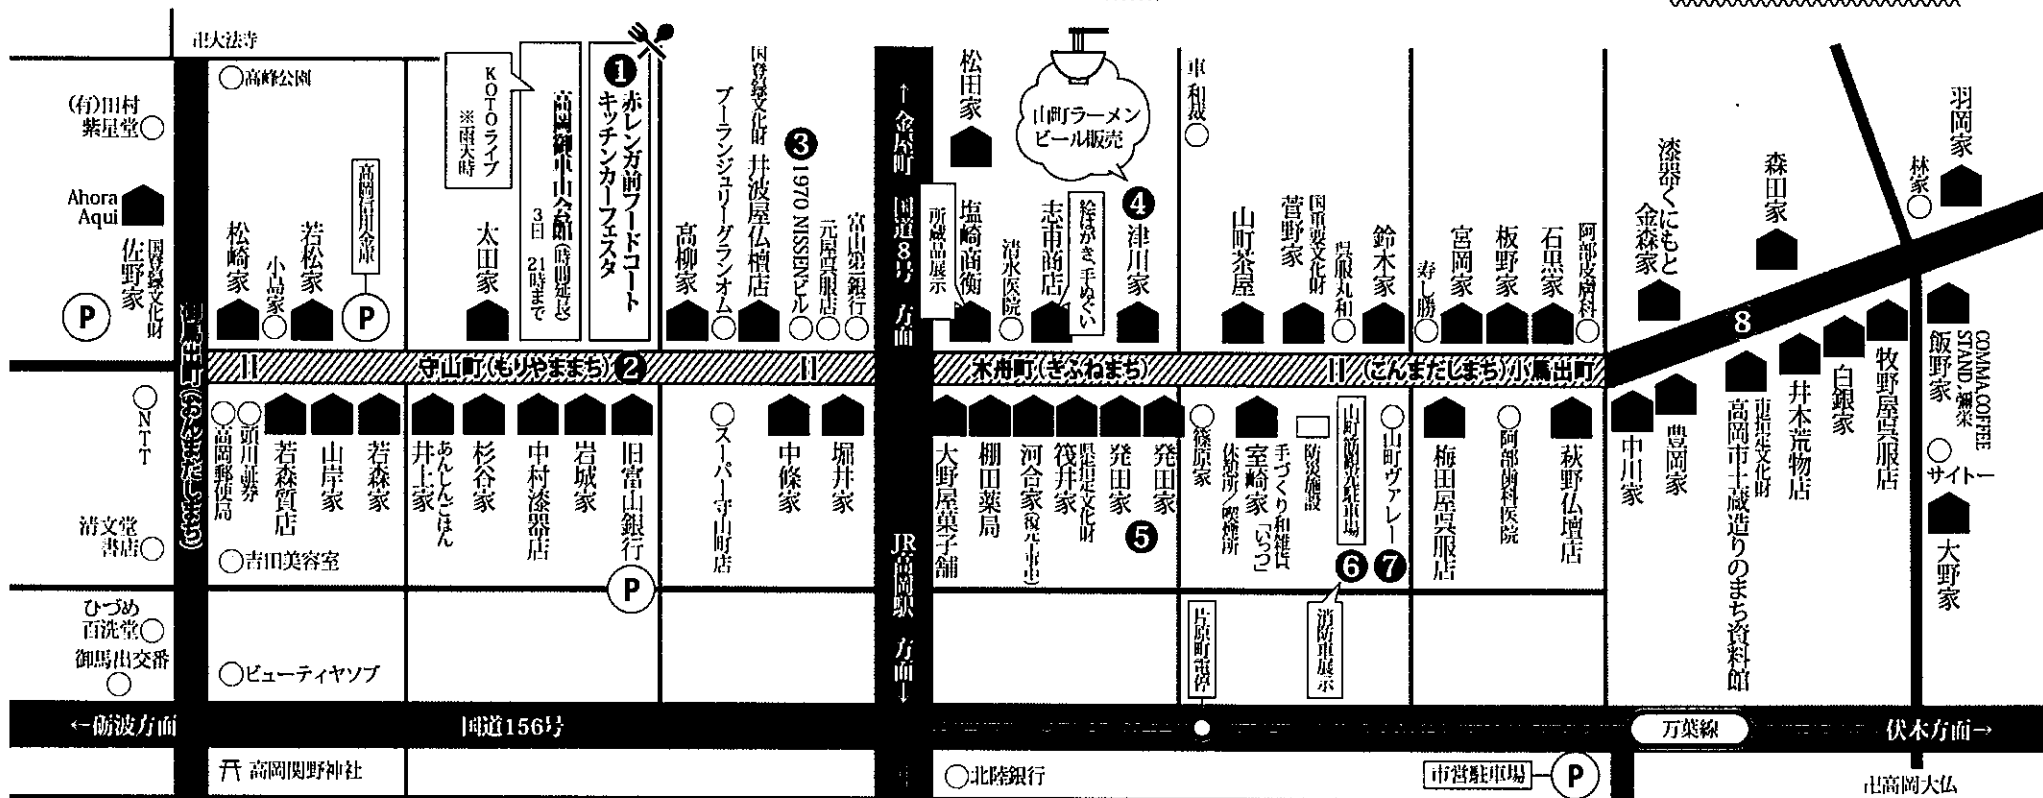 卍大法寺
○高峰公園
(有)田村
紫星堂
Ahora
Aqui
国登録文化財
佐野家
P
松崎家
小島家
若松家
高岡信用金庫
P
太田家
KOTOライブ
※雨天時
高岡御車山会館(時間延長)
3日 21時まで
1
赤レンガ前フードコート
キッチンカーフェスタ
高柳家
ブーランジュリーグランオム
国登録文化財
井波屋仏壇店
3
1970 NISSENビル
元屋呉服店
富山第一銀行
↑金屋町 国道8号 方面
松田家
所蔵品展示
塩崎商衡
清水医院
志甫商店
絵はがき、手ぬぐい
山町ラーメン
ビール販売
4
津川家
車 和裁
山町茶屋
国重要文化財
菅野家
呉服丸和
鈴木家
寿し勝
宮岡家
板野家
石黒家
阿部皮膚科
漆器くにもと
金森家
森田家
林家
羽岡家
8
御馬出町(おんまだしまち)
守山町(もりやままち)
2
木舟町(きふねまち)
(こんまだしまち)小馬出町
NTT
清文堂
書店
ひづめ
百洗堂
御馬出交番
高岡郵便局
頭川証券
若森質店
山岸家
若森家
あんしんごはん
井上家
杉谷家
中村漆器店
岩城家
旧富山銀行
P
吉田美容室
ビューティヤソブ
スーパー守山町店
中條家
堀井家
JR高岡駅 方面↓
大野屋菓子舗
棚田薬局
河合家(復元工事中)
県指定文化財
筏井家
発田家
発田家
5
篠原家
休憩所/喫煙所
手づくり和雑貨
室崎家「いっつ」
防災施設
山町筋観光駐車場
6
山町ヴァレー
7
消防車展示
片原町電停
梅田屋呉服店
阿部歯科医院
萩野仏壇店
中川家
豊岡家
市指定文化財
高岡市土蔵造りのまち資料館
井本荒物店
白銀家
牧野屋呉服店
COMMA,COFFEE
STAND.彌栄
飯野家
サイトー
大野家
←砺波方面
国道156号
万葉線
伏木方面→
高岡関野神社
北陸銀行
市営駐車場
P
卍高岡大仏